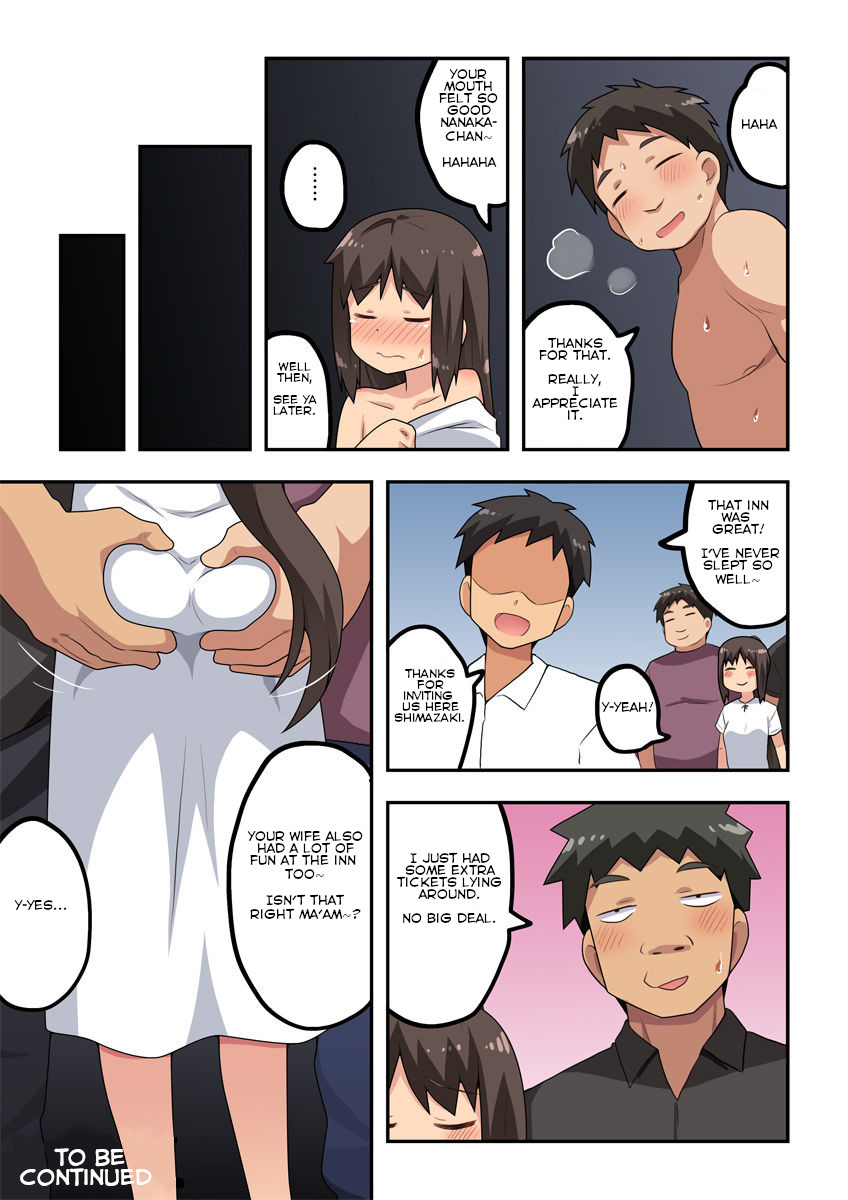 HAHA
THANKS
FOR THAT.
REALLY,
I
APPRECIATE
IT.
YOUR
MOUTH
FELT SO
GOOD
NANAKA-
CHAN~
HAHAHA
......
WELL
THEN,
SEE YA
LATER.
THAT INN
WAS
GREAT!
I'VE NEVER
SLEPT SO
WELL~
THANKS
FOR
INVITING
US HERE
SHIMAZAKI.
Y-YEAH!
I JUST HAD
SOME EXTRA
TICKETS LYING
AROUND.
NO BIG DEAL.
YOUR WIFE ALSO
HAD A LOT OF
FUN AT THE INN
TOO~
ISN'T THAT
RIGHT MA'AM~?
Y-YES...
TO BE
CONTINUED